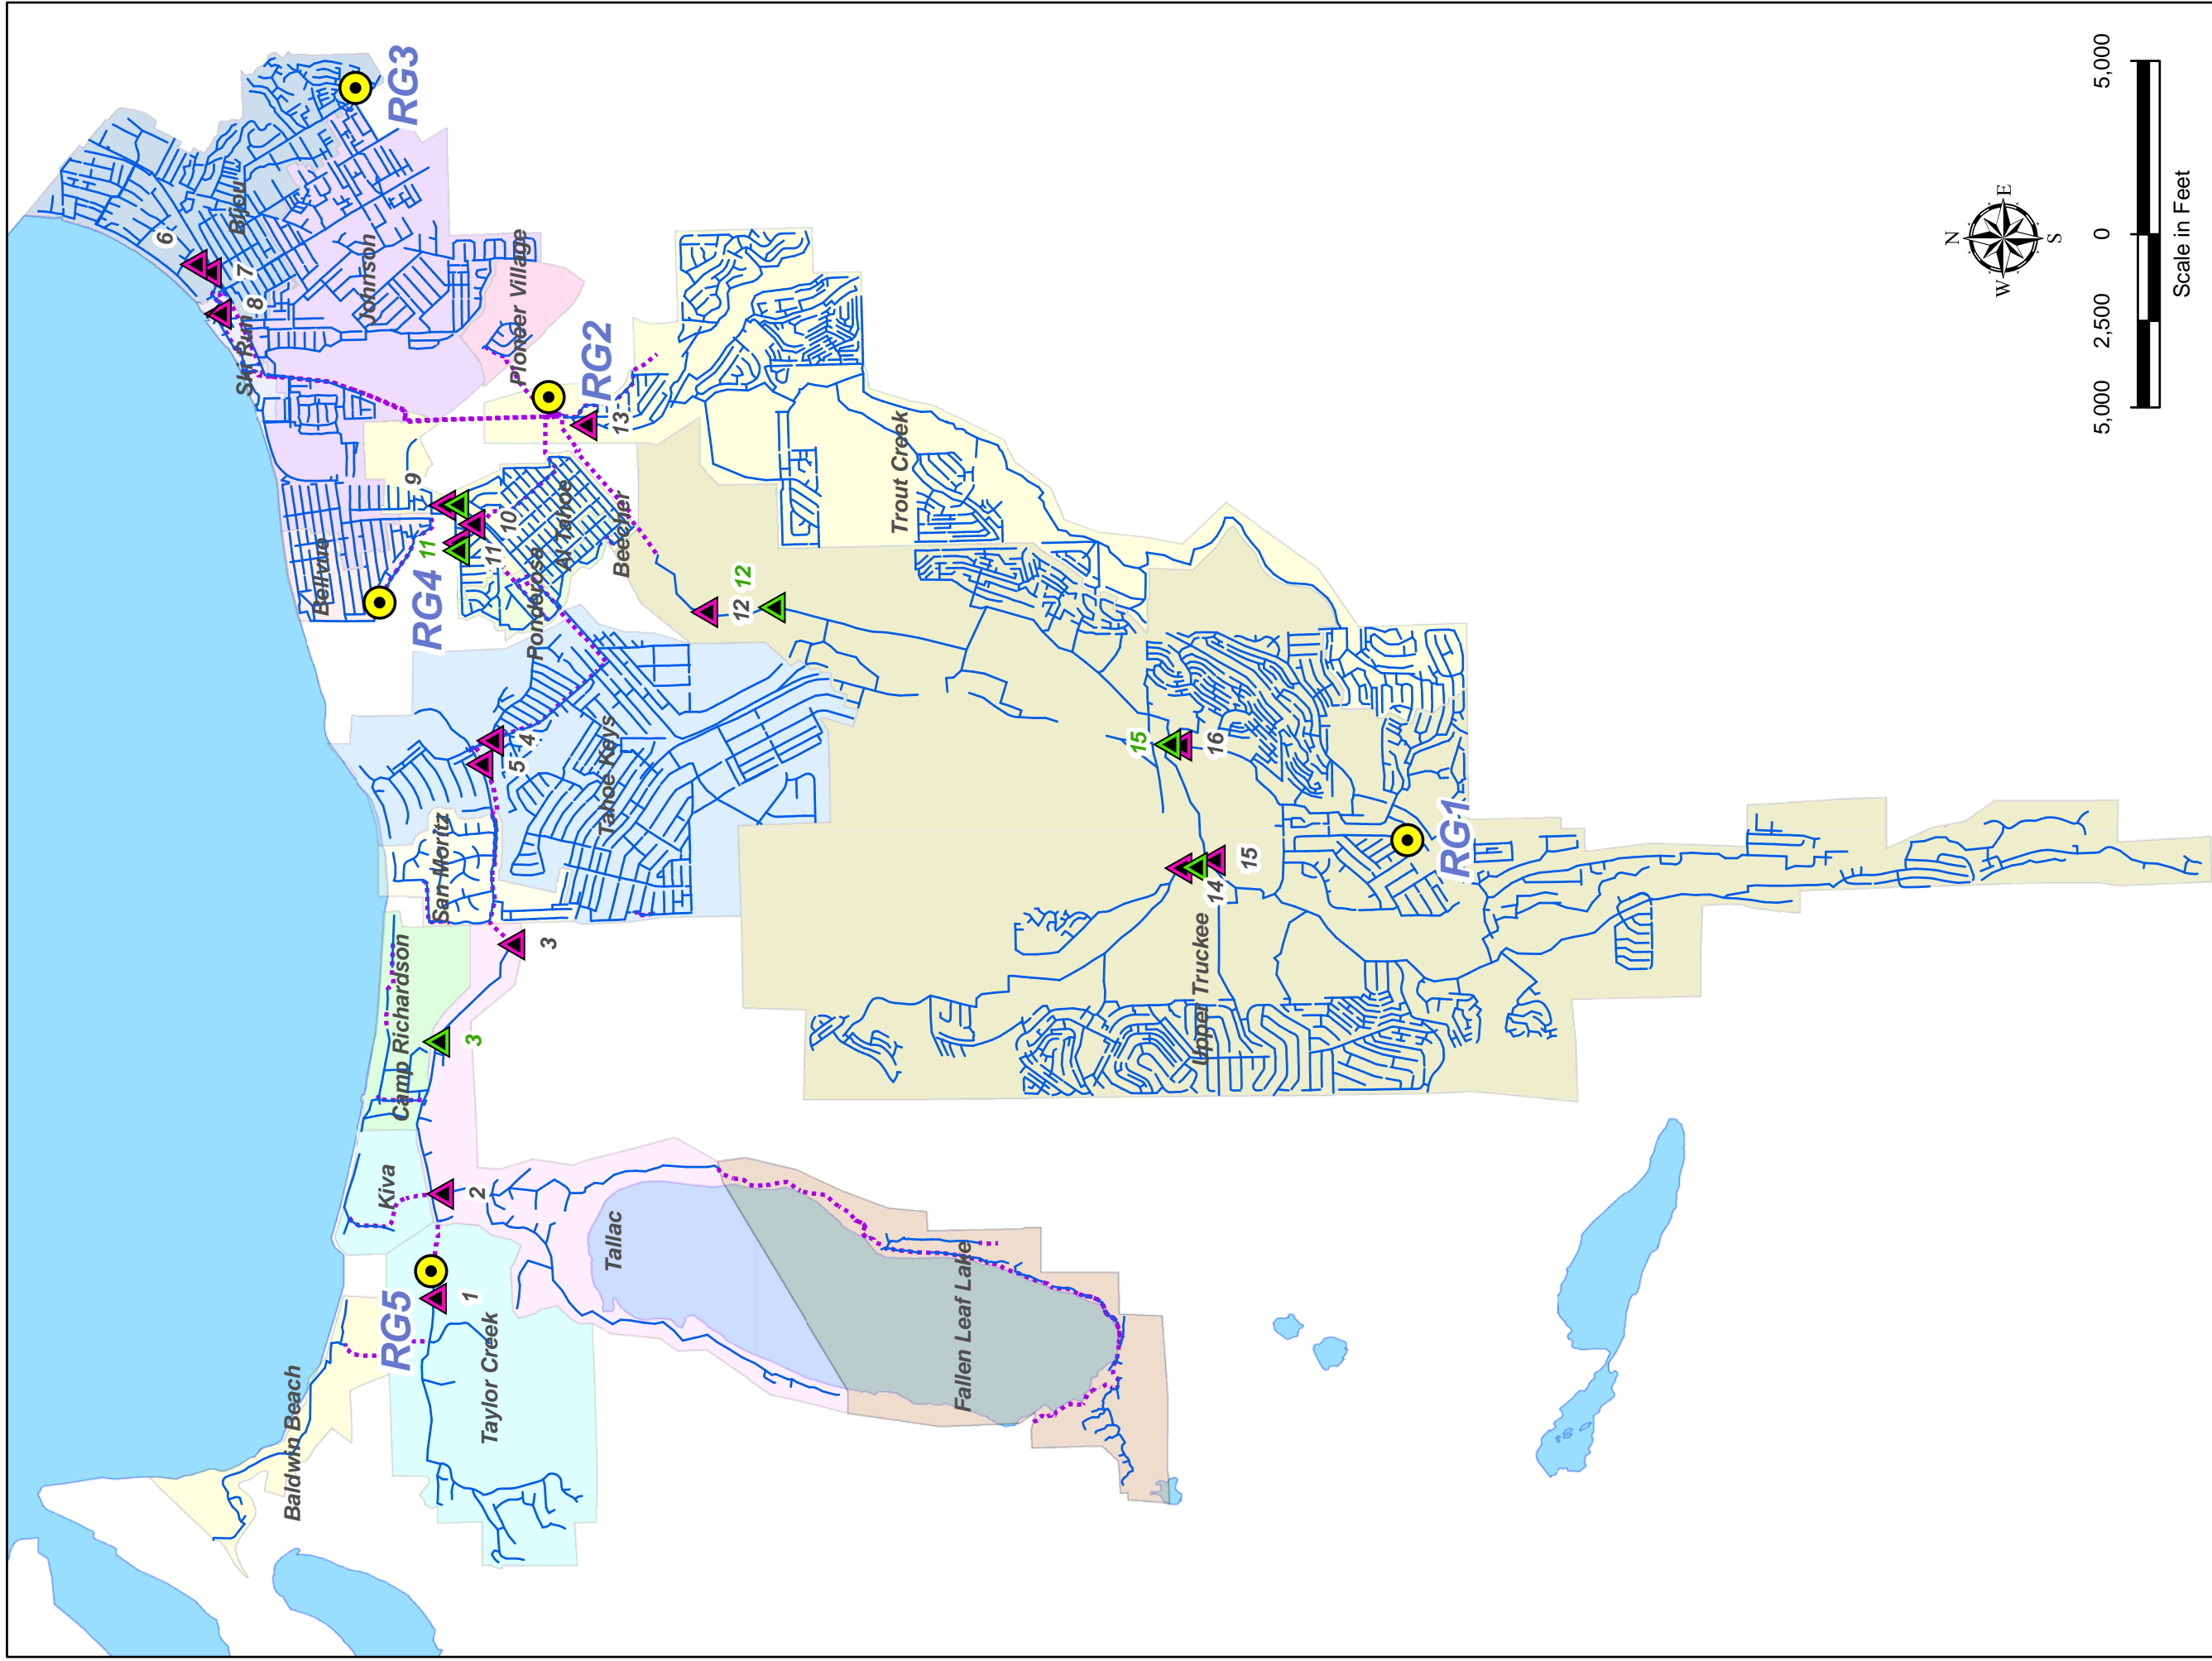 RG3
6
Bijou
7
8
Ski Run
Johnson
Pioneer Village
RG2
13
9
10
11
11
RG4
Bellvue
Al Tahoe
Ponderosa
Beecher
12
12
Trout Creek
Tahoe Keys
4
5
San Moritz
3
3
Camp Richardson
Kiva
2
RG5
1
Baldwin Beach
Taylor Creek
Tallac
Fallen Leaf Lake
15
16
14
15
RG1
Upper Truckee
N
W
E
S
5,000
2,500
0
5,000
Scale in Feet